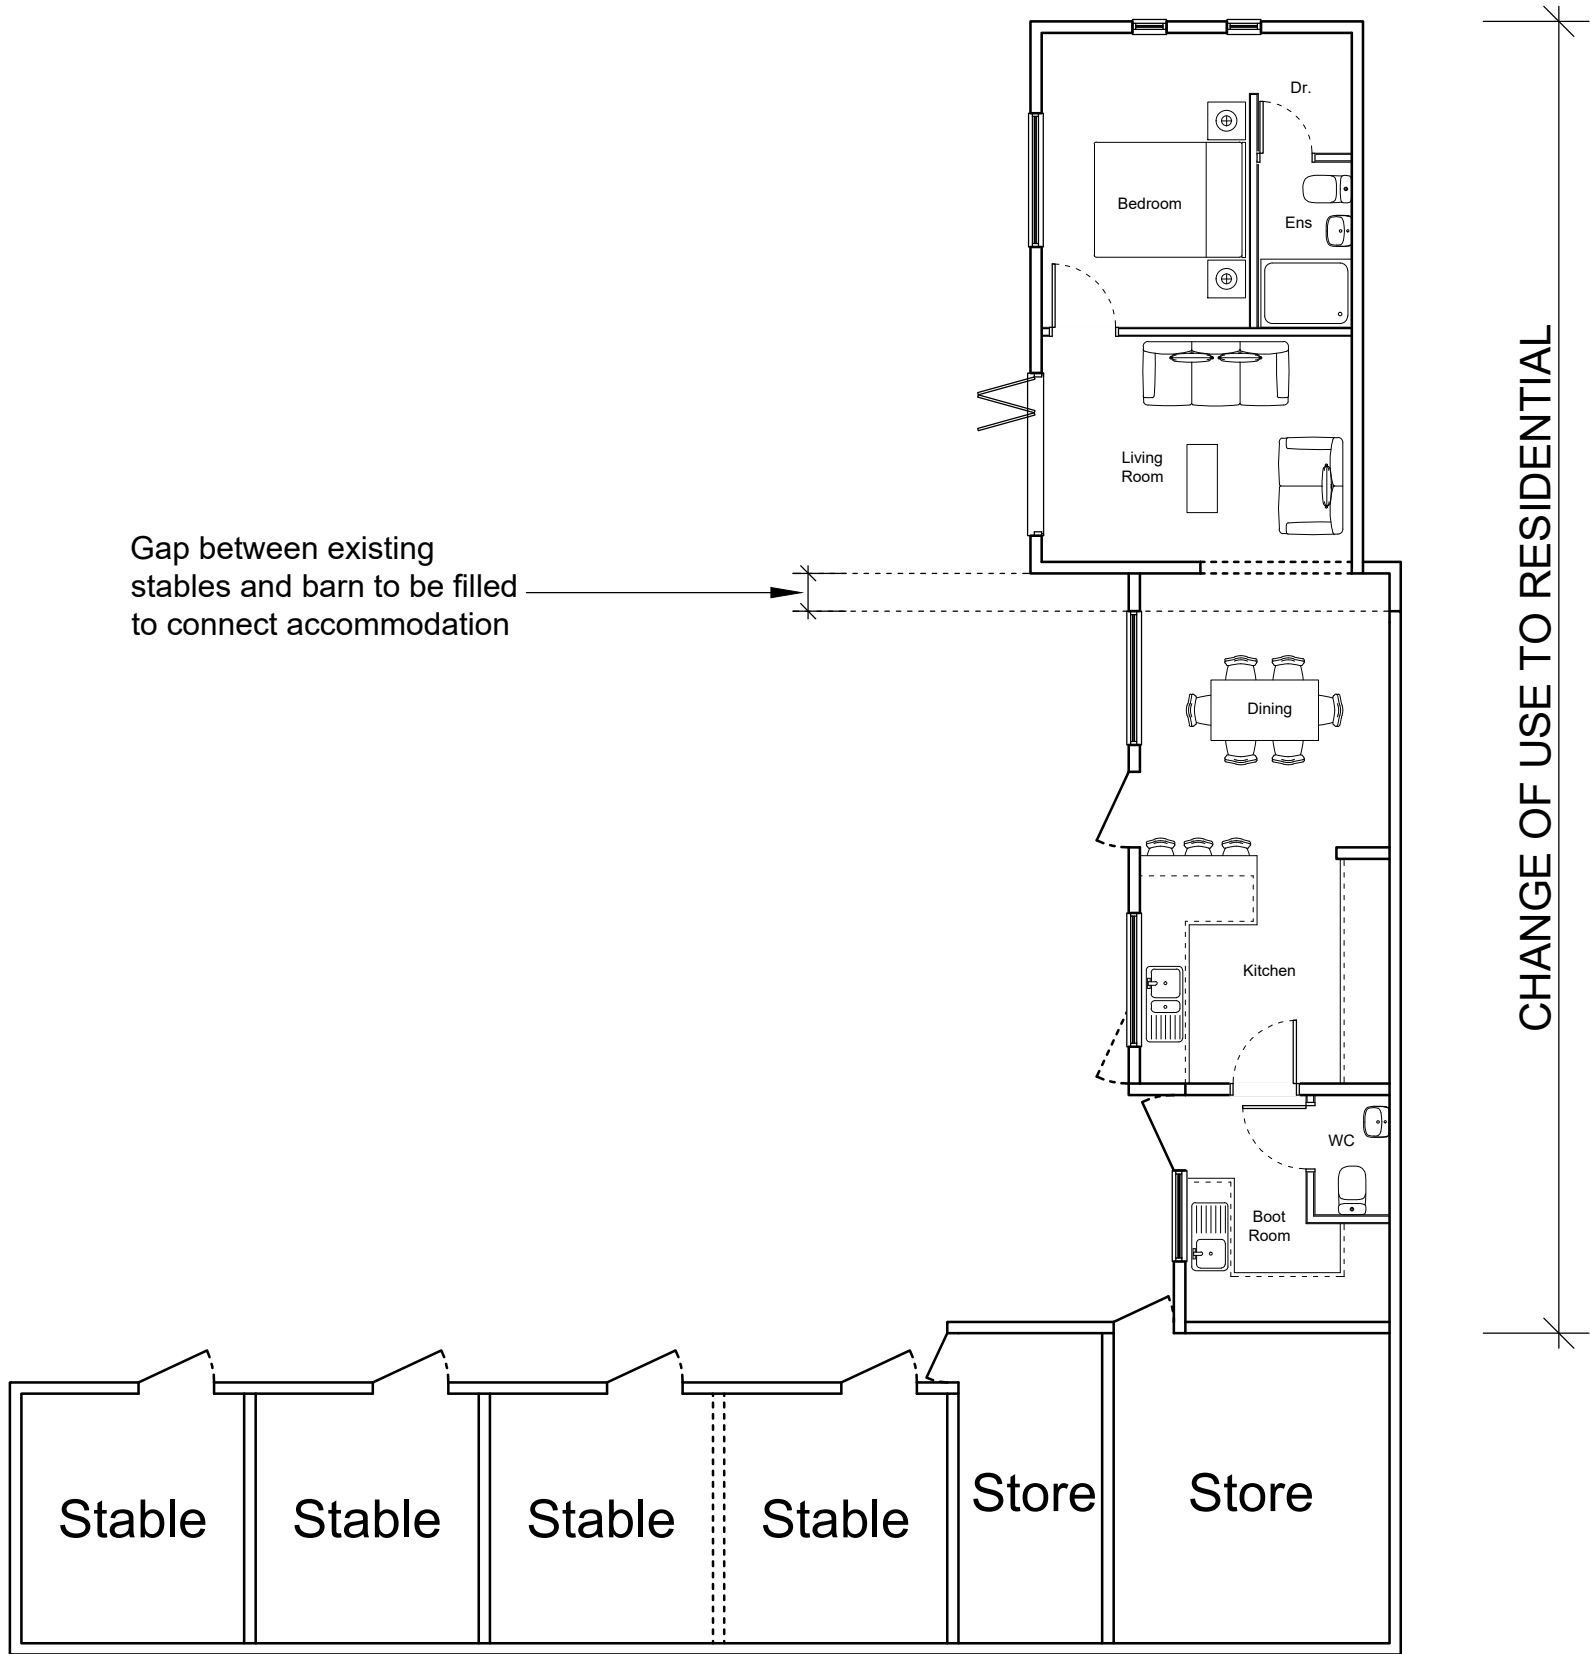 Dr.
Bedroom
Ens
Living
Room
Gap between existing
stables and barn to be filled
to connect accommodation
CHANGE OF USE TO RESIDENTIAL
Dining
Kitchen
WC
Boot
Room
Stable
Stable
Stable
Stable
Store
Store